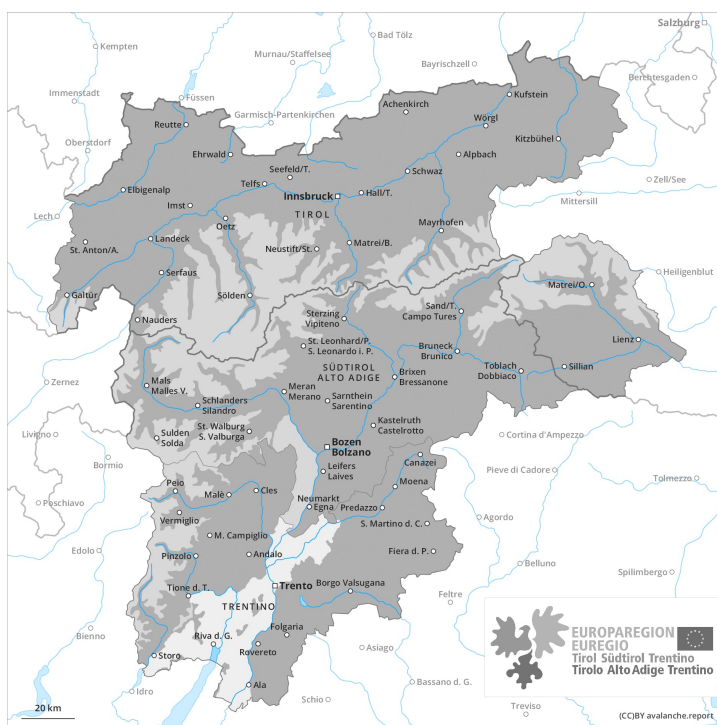 Salzburg
Kempten
Bad Tölz
Murnau/Staffelsee
Bayrischzell
Berchtesgaden
Immenstadt
Füssen
Garmisch-Partenkirchen
Achenkirch
Kufstein
Wörgl
Reutte
Oberstdorf
Ehrwald
Kitzbühel
Alpbach
Seefeld/T.
Schwaz
Telfs
Zell/See
Elbigenalp
Innsbruck
Hall/T.
Mittersill
Imst
TIROL
Lech
Oetz
Mayrhofen
St. Anton/A.
Landeck
Neustift/St.
Matrei/B.
Serfaus
Heiligenblut
Galtür
Sölden
Matrei/O.
Nauders
Sterzing
Vipiteno
Sand/T.
Campo Tures
St. Leonhard/P.
S. Leonardo i. P.
Lienz
Bruneck
Brunico
SÜDTIROL
ALTO ADIGE
Toblach
Dobbiaco
Sillian
Zernez
Mals
Malles V.
Meran
Merano
Brixen
Bressanone
Schlanders
Silandro
Sarnthein
Sarentino
St. Walburg
S. Valburga
Kastelruth
Castelrotto
Livigno
Sulden
Solda
Bozen
Bolzano
Cortina d'Ampezzo
Bormio
Leifers
Laives
Canazei
Pieve di Cadore
Tolmezzo
Peio
Malè
Cles
Moena
Poschiavo
Neumarkt
Egna
Predazzo
Vermiglio
Agordo
S. Martino d. C.
M. Campiglio
Edolo
Pinzolo
Andalo
Fiera d. P.
Belluno
Spilimbergo
Tione d. T.
Trento
Borgo Valsugana
Feltre
TRENTINO
Bienno
Folgaria
Riva d. G.
Rovereto
Asiago
Storo
Ala
Idro
Schio
Bassano d. G.
Treviso
EUROPAREGION
EUREGIO
Tirol Südtirol Trentino
Tirolo Alto Adige Trentino
20 km
(CC)BY avalanche.report